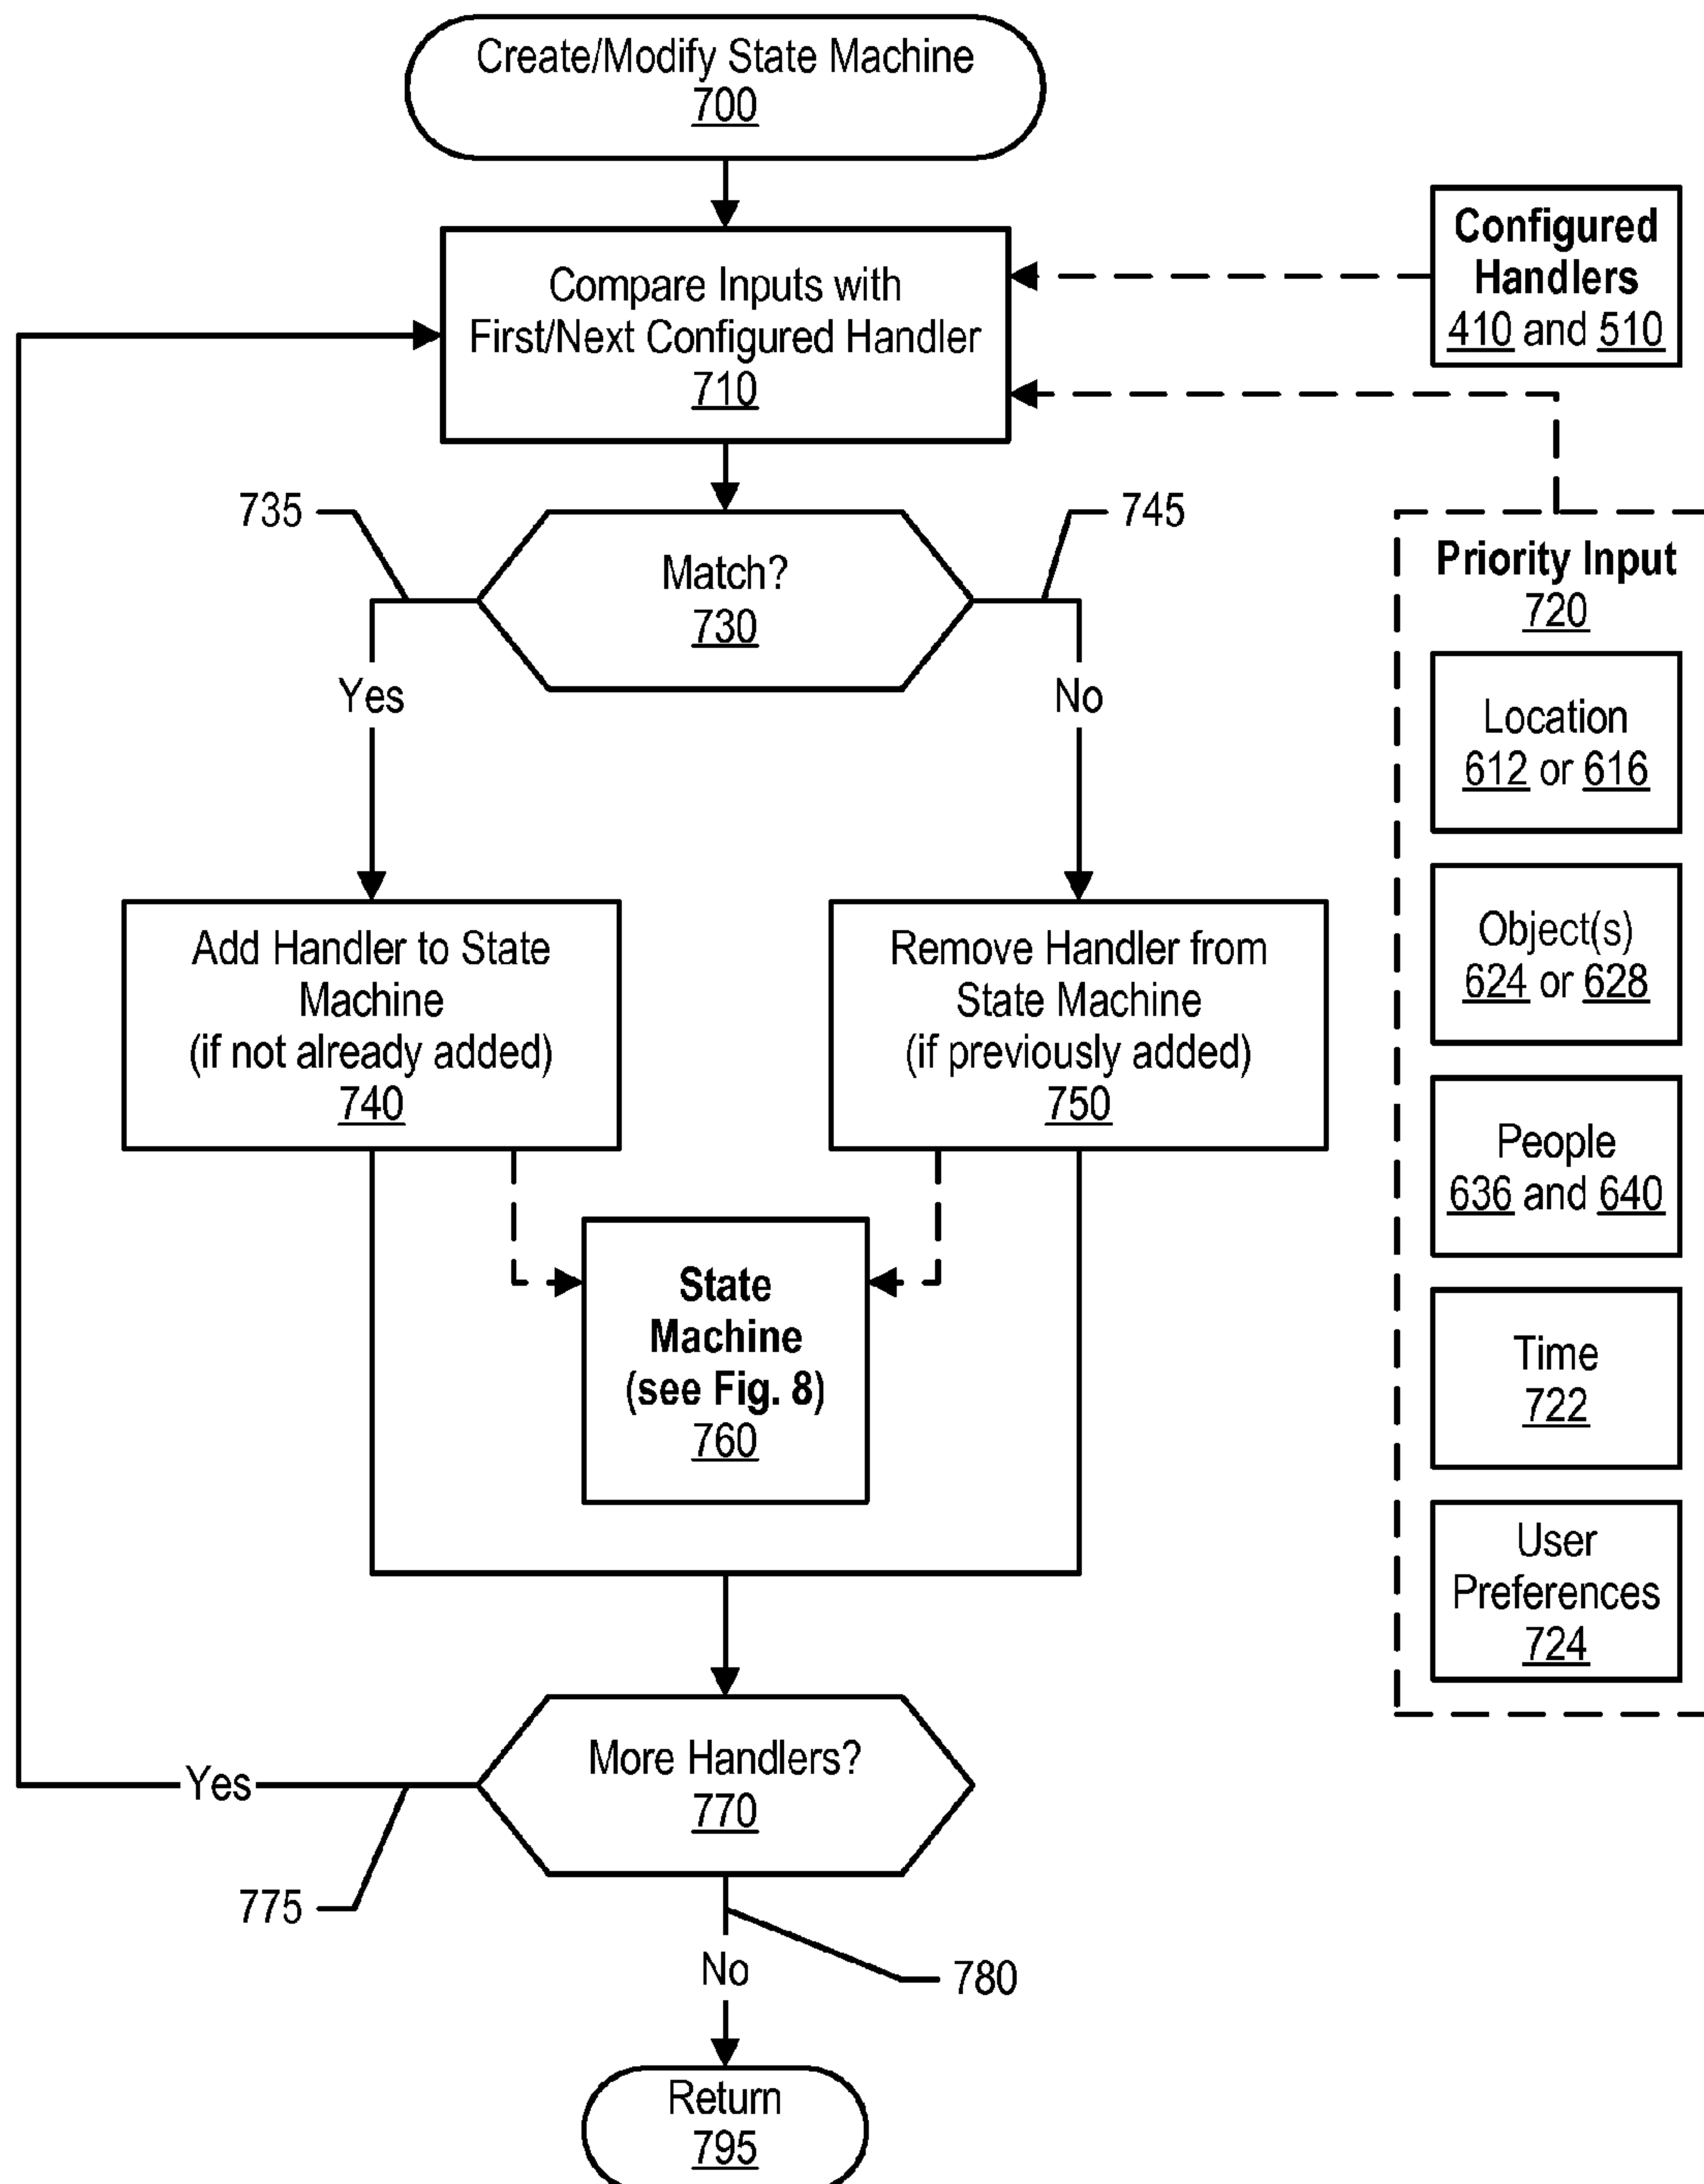 Create/Modify State Machine
700
Configured
Handlers
410 and 510
Compare Inputs with
First/Next Configured Handler
710
735
745
Match?
730
Yes
No
Priority Input
720
Location
612 or 616
Object(s)
624 or 628
People
636 and 640
Time
722
User
Preferences
724
Add Handler to State
Machine
(if not already added)
740
Remove Handler from
State Machine
(if previously added)
750
State
Machine
(see Fig. 8)
760
More Handlers?
770
Yes
775
780
No
Return
795